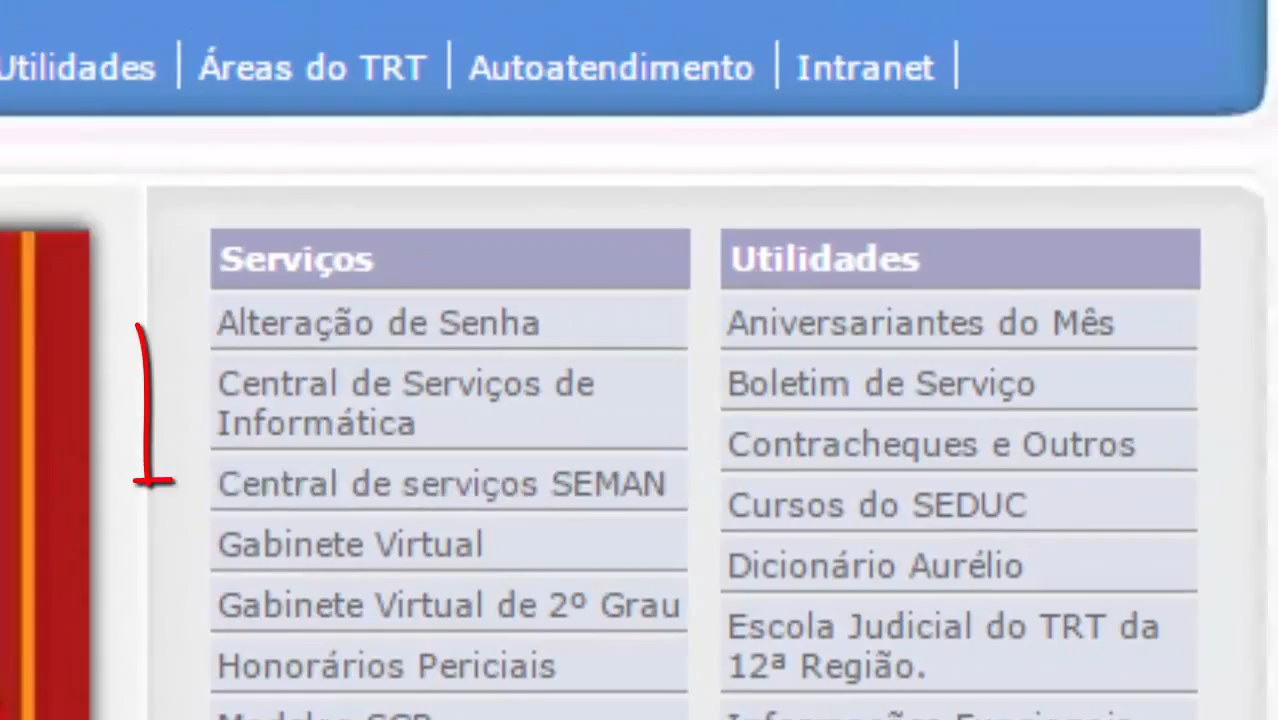 Utilidades Áreas do TRT Autoatendimento Intranet
Serviços
Alteração de Senha
Central de Serviços de
Informática
Central de serviços SEMAN
Gabinete Virtual
Gabinete Virtual de 2º Grau
Honorários Periciais
Utilidades
Aniversariantes do Mês
Boletim de Serviço
Contracheques e Outros
Cursos do SEDUC
Dicionário Aurélio
Escola Judicial do TRT da
12ª Região.